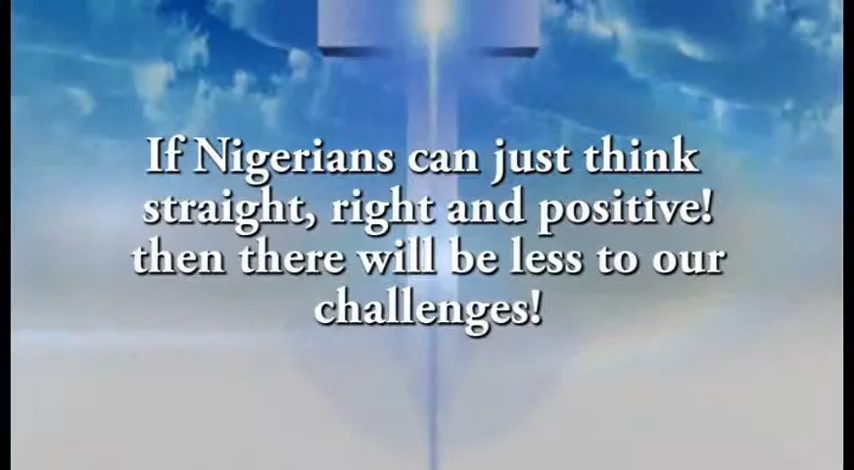 If Nigerians can just think
straight, right and positive!
then there will be less to our
challenges!